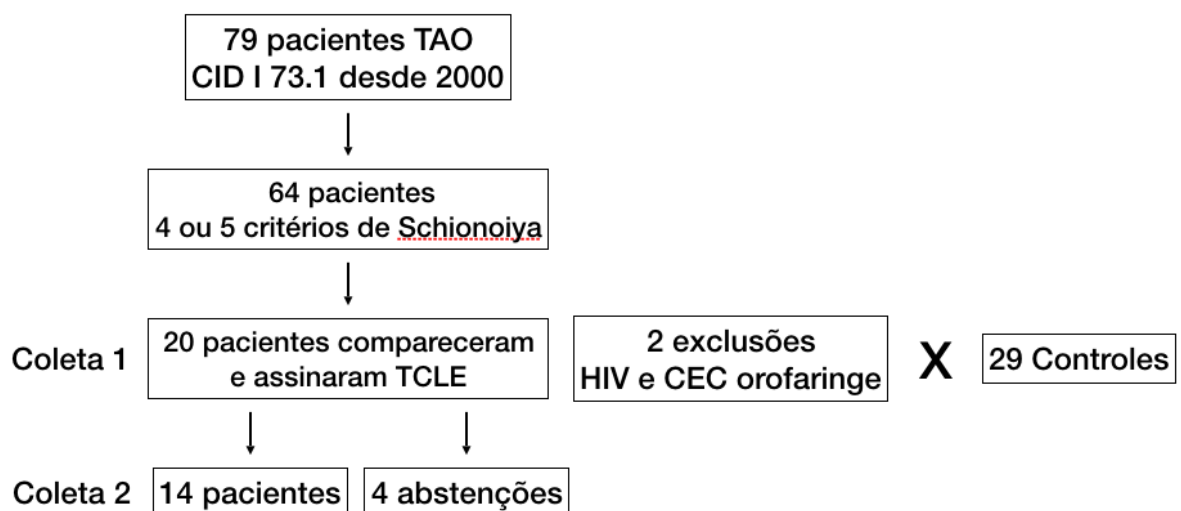 79 pacientes TAO
CID I 73.1 desde 2000
64 pacientes
4 ou 5 critérios de Schionoiya
Coleta 1
20 pacientes compareceram
e assinaram TCLE
2 exclusões
HIV e CEC orofaringe
X
29 Controles
Coleta 2
14 pacientes
4 abstenções